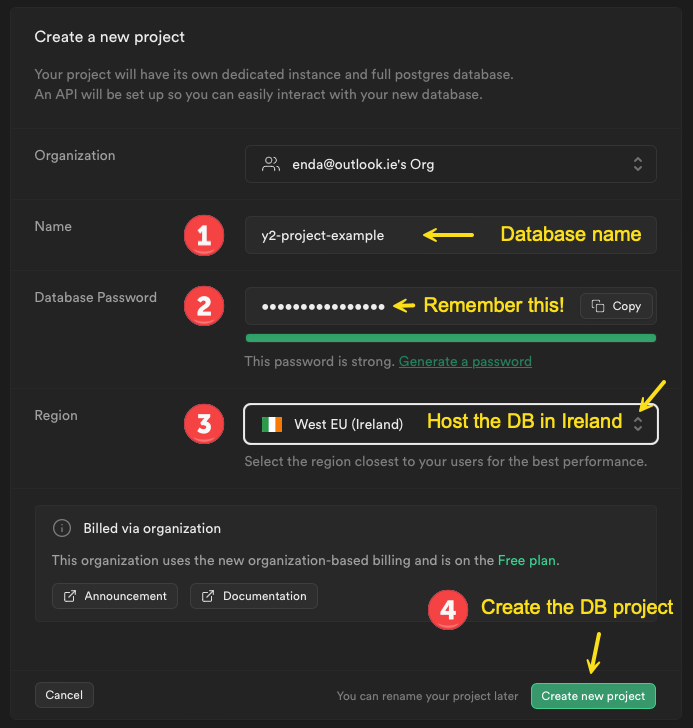 Create a new project
Your project will have its own dedicated instance and full postgres database.
An API will be set up so you can easily interact with your new database.
Organization
enda@outlook.ie's Org
Name
1
y2-project-example
Database name
Database Password
2
••••••••••••••••
Remember this!
Copy
This password is strong. Generate a password
Region
3
West EU (Ireland)
Host the DB in Ireland
Select the region closest to your users for the best performance.
Billed via organization
This organization uses the new organization-based billing and is on the Free plan.
Announcement
Documentation
4
Create the DB project
Cancel
You can rename your project later
Create new project